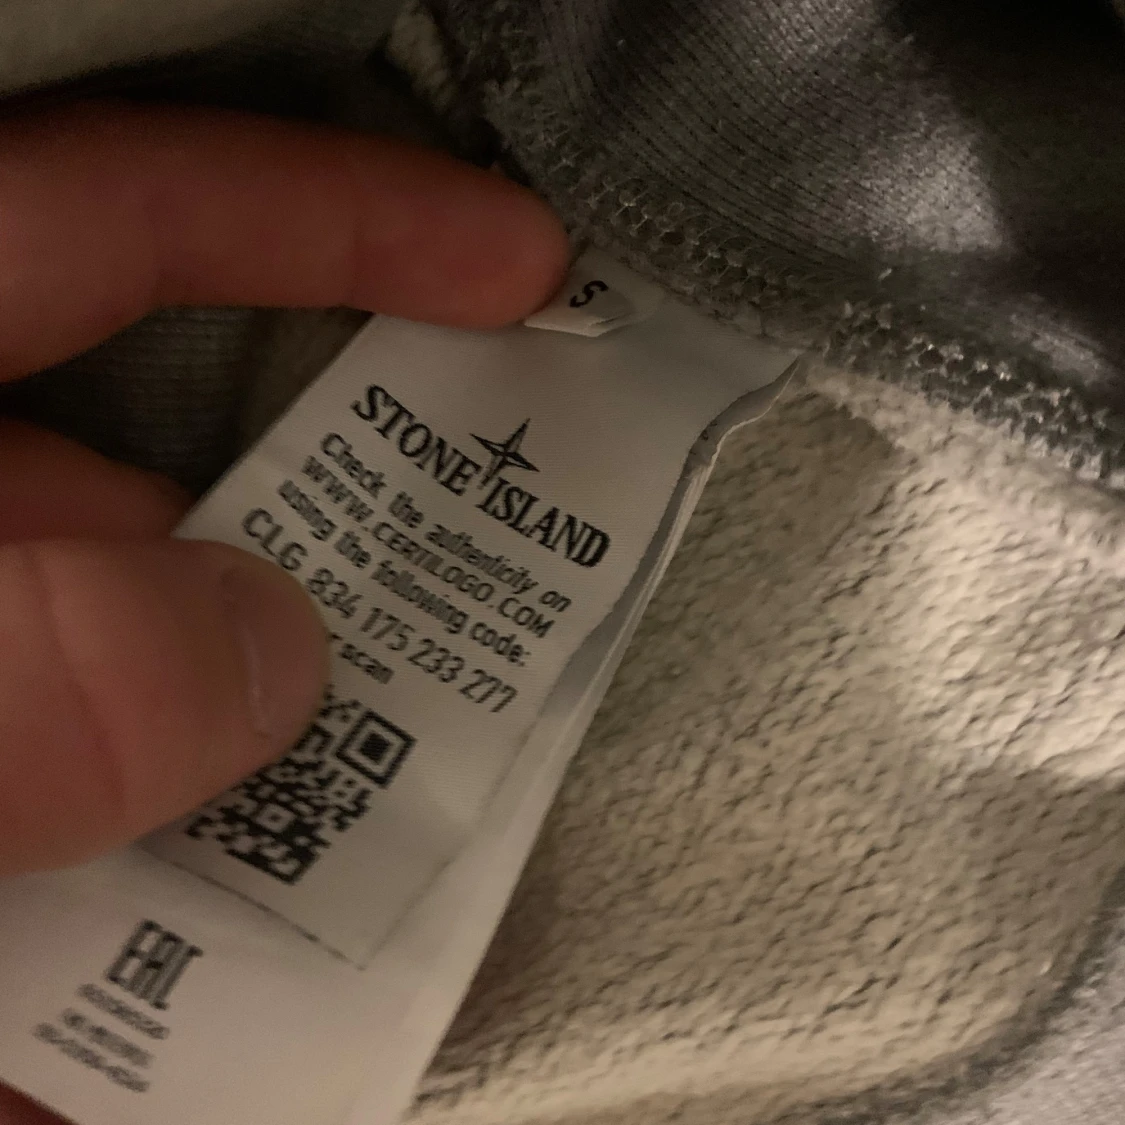 S
STONE ISLAND
Check the authenticity on
WWW.CERTILOGO.COM
using the following code:
CLG 834 175 233 277
scan
EAC